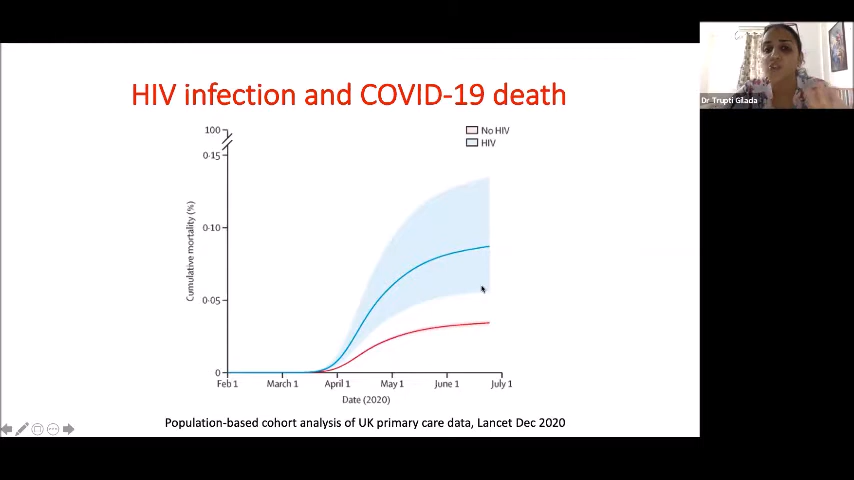 HIV infection and COVID-19 death
Dr Trupti Gilada
No HIV
HIV
100
0·15
0·10
0·05
0
Cumulative mortality (%)
Feb 1 March 1 April 1 May 1 June 1 July 1
Date (2020)
Population-based cohort analysis of UK primary care data, Lancet Dec 2020